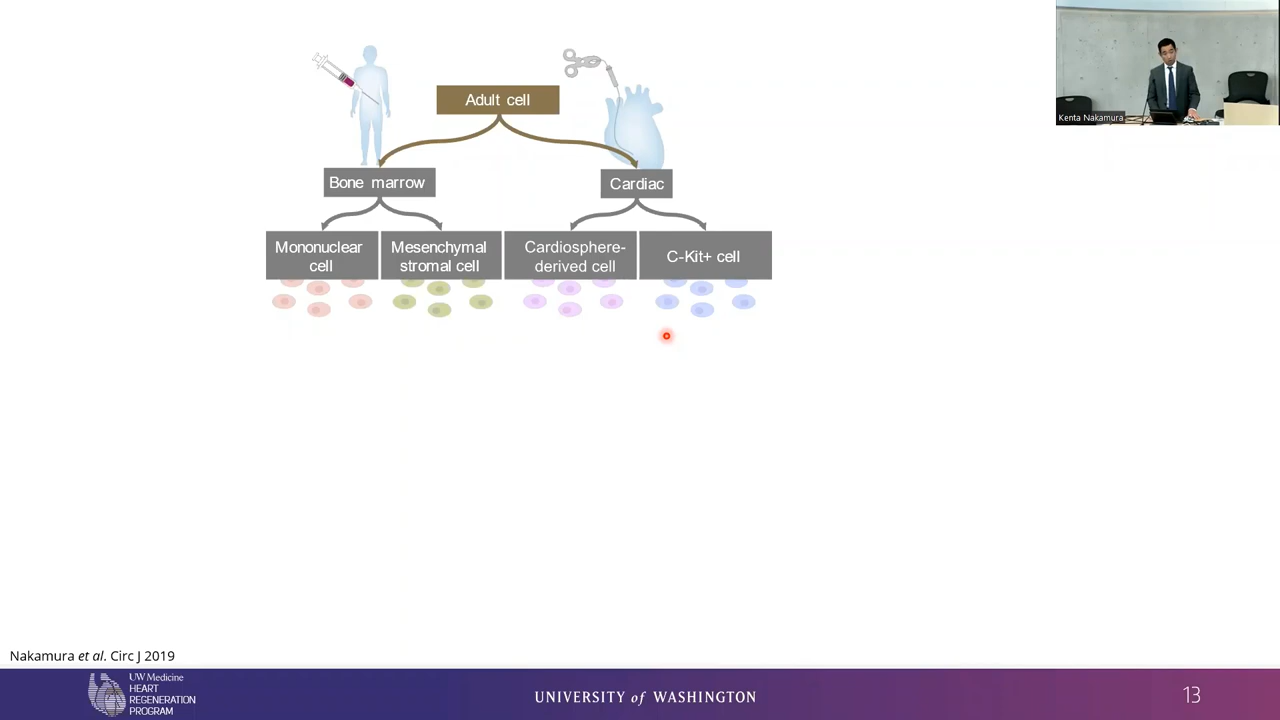 Kenta Nakamura
Adult cell
Bone marrow
Cardiac
Mononuclear
cell
Mesenchymal
stromal cell
Cardiosphere-
derived cell
C-Kit+ cell
Nakamura et al. Circ J 2019
UW Medicine
HEART
REGENERATION
PROGRAM
UNIVERSITY of WASHINGTON
13